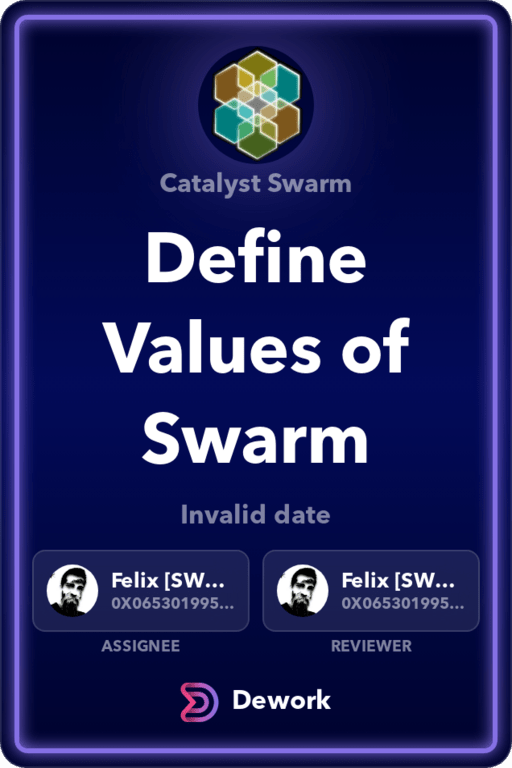 Catalyst Swarm
Define
Values of
Swarm
Invalid date
Felix [SW...
0X065301995...
Felix [SW...
0X065301995...
ASSIGNEE
REVIEWER
Dework